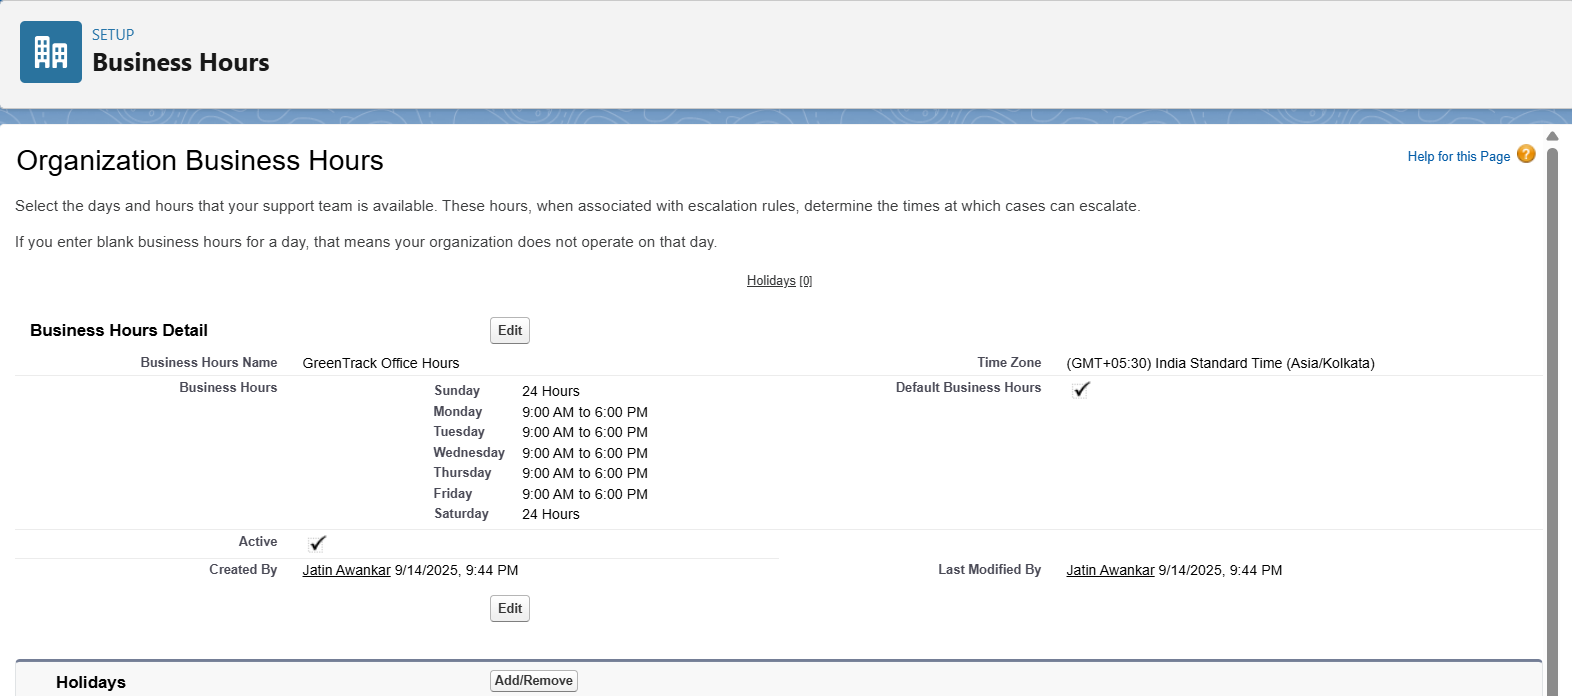 SETUP
Business Hours
Organization Business Hours
Help for this Page ?
Select the days and hours that your support team is available. These hours, when associated with escalation rules, determine the times at which cases can escalate.
If you enter blank business hours for a day, that means your organization does not operate on that day.
Holidays [0]
Business Hours Detail Edit
Business Hours Name GreenTrack Office Hours Time Zone (GMT+05:30) India Standard Time (Asia/Kolkata)
Business Hours Default Business Hours
Sunday 24 Hours
Monday 9:00 AM to 6:00 PM
Tuesday 9:00 AM to 6:00 PM
Wednesday 9:00 AM to 6:00 PM
Thursday 9:00 AM to 6:00 PM
Friday 9:00 AM to 6:00 PM
Saturday 24 Hours
Active
Created By Jatin Awankar 9/14/2025, 9:44 PM Last Modified By Jatin Awankar 9/14/2025, 9:44 PM
Edit
Holidays Add/Remove